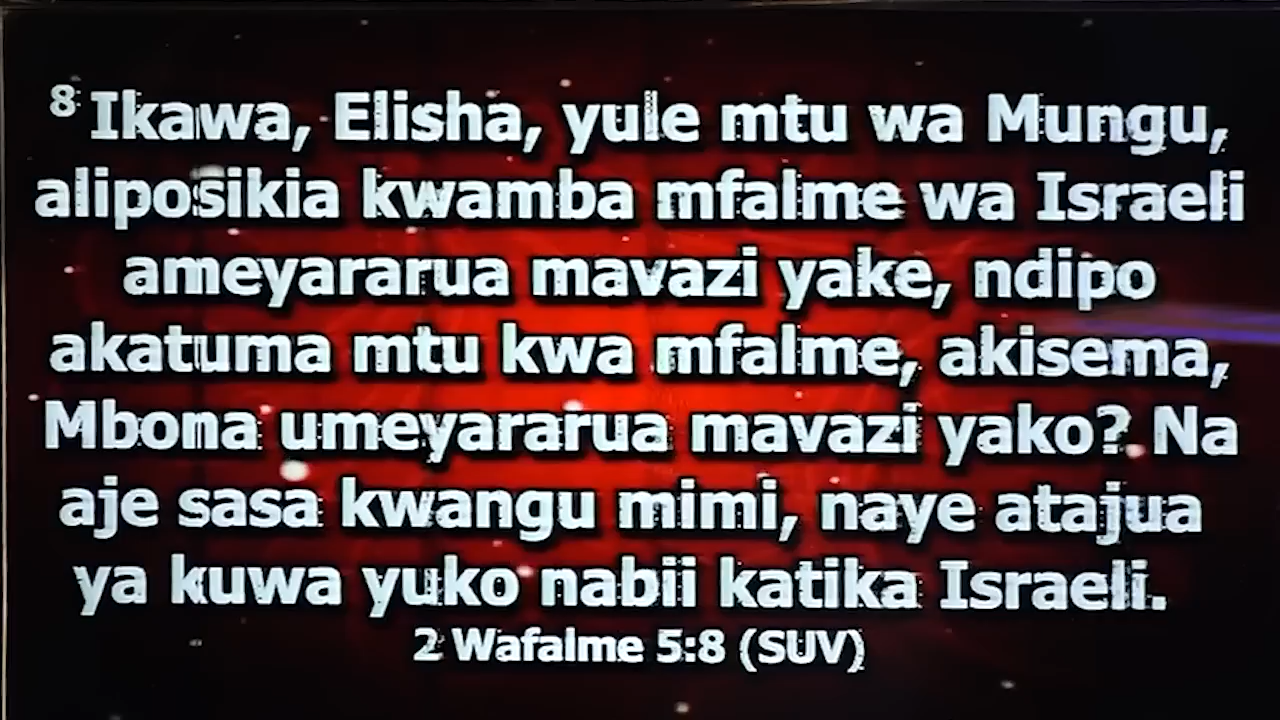 8 Ikawa, Elisha, yule mtu wa Mungu,
aliposikia kwamba mfalme wa Israeli
ameyararua mavazi yake, ndipo
akatuma mtu kwa mfalme, akisema,
Mbona umeyararua mavazi yako? Na
aje sasa kwangu mimi, naye atajua
ya kuwa yuko nabii katika Israeli.
2 Wafalme 5:8 (SUV)